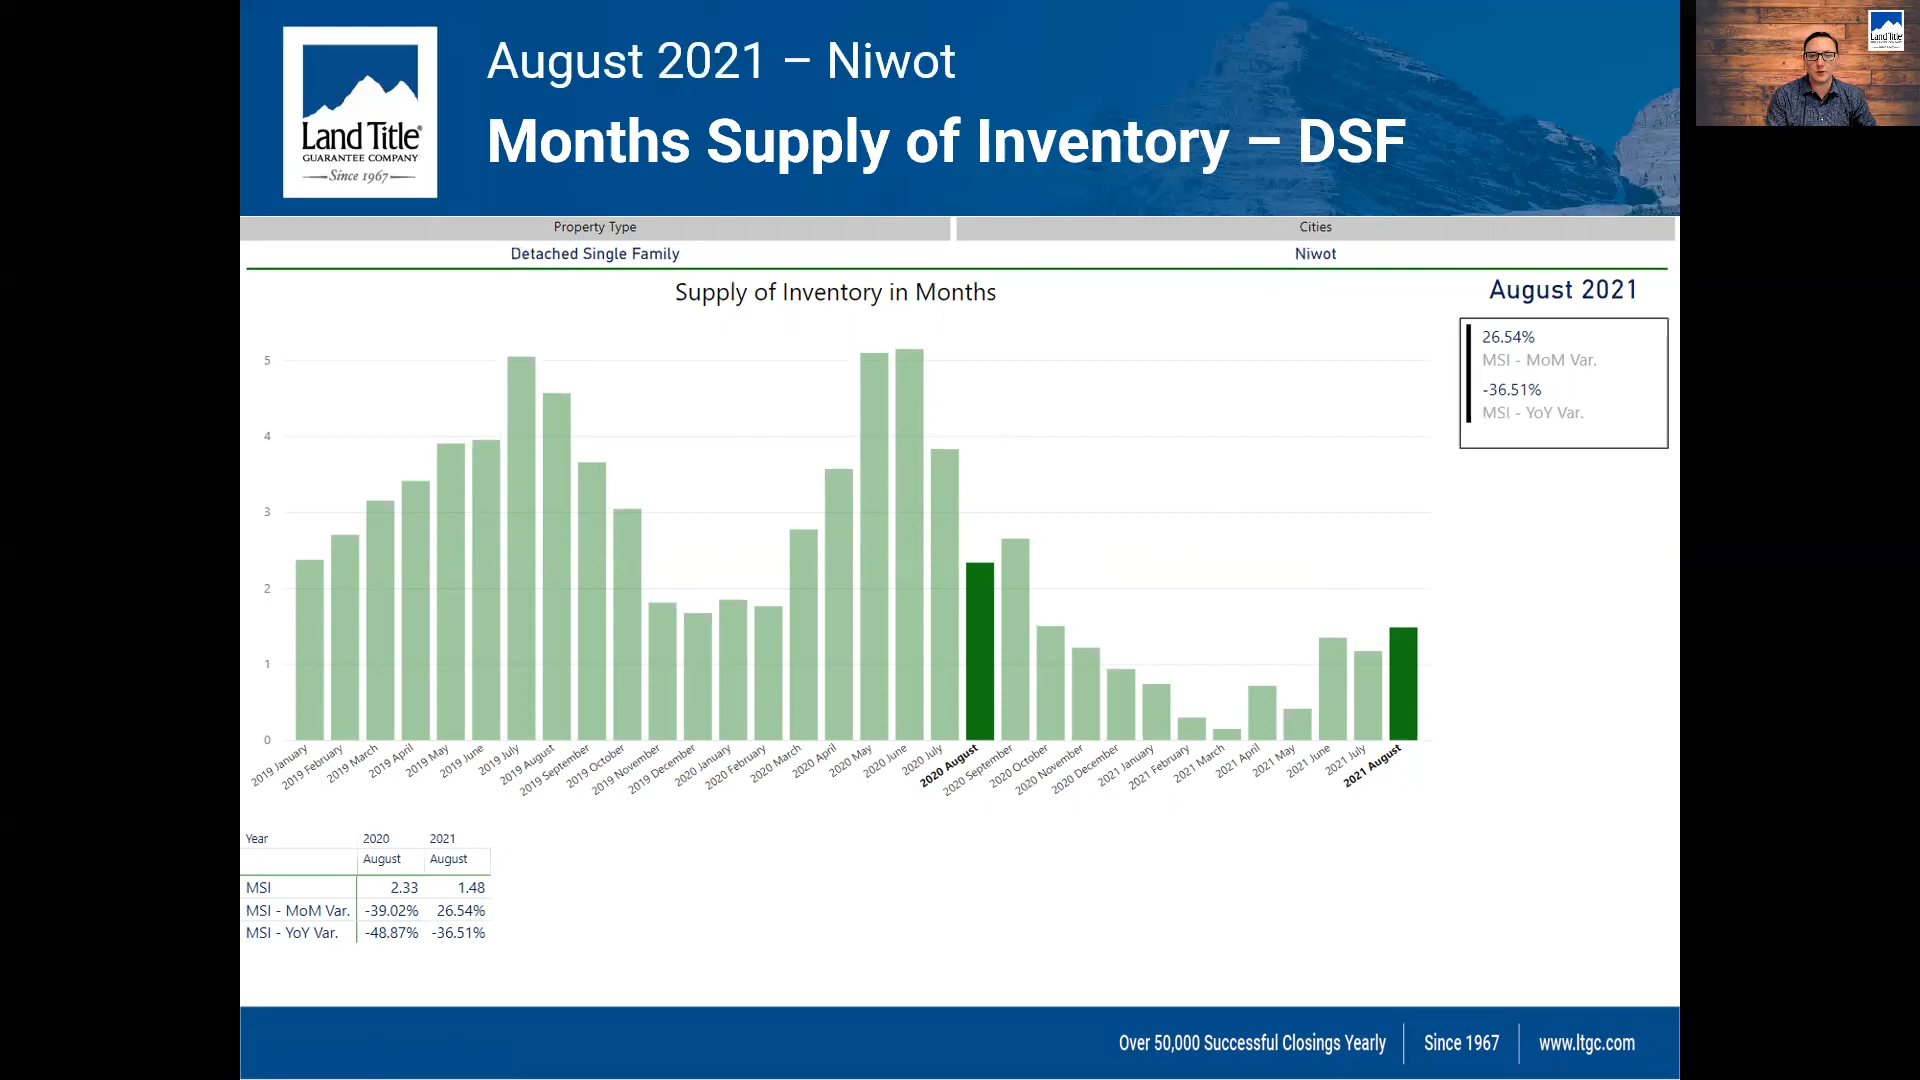 August 2021 – Niwot
Months Supply of Inventory – DSF
Land Title®
GUARANTEE COMPANY
Since 1967
Land Title
Property Type
Cities
Detached Single Family
Niwot
Supply of Inventory in Months
August 2021
26.54%
MSI - MoM Var.
-36.51%
MSI - YoY Var.
5
4
3
2
1
0
2019 January
2019 February
2019 March
2019 April
2019 May
2019 June
2019 July
2019 August
2019 September
2019 October
2019 November
2019 December
2020 January
2020 February
2020 March
2020 April
2020 May
2020 June
2020 July
2020 August
2020 September
2020 October
2020 November
2020 December
2021 January
2021 February
2021 March
2021 April
2021 May
2021 June
2021 July
2021 August
Year 2020 2021
August August
MSI 2.33 1.48
MSI - MoM Var. -39.02% 26.54%
MSI - YoY Var. -48.87% -36.51%
Over 50,000 Successful Closings Yearly
Since 1967
www.ltgc.com